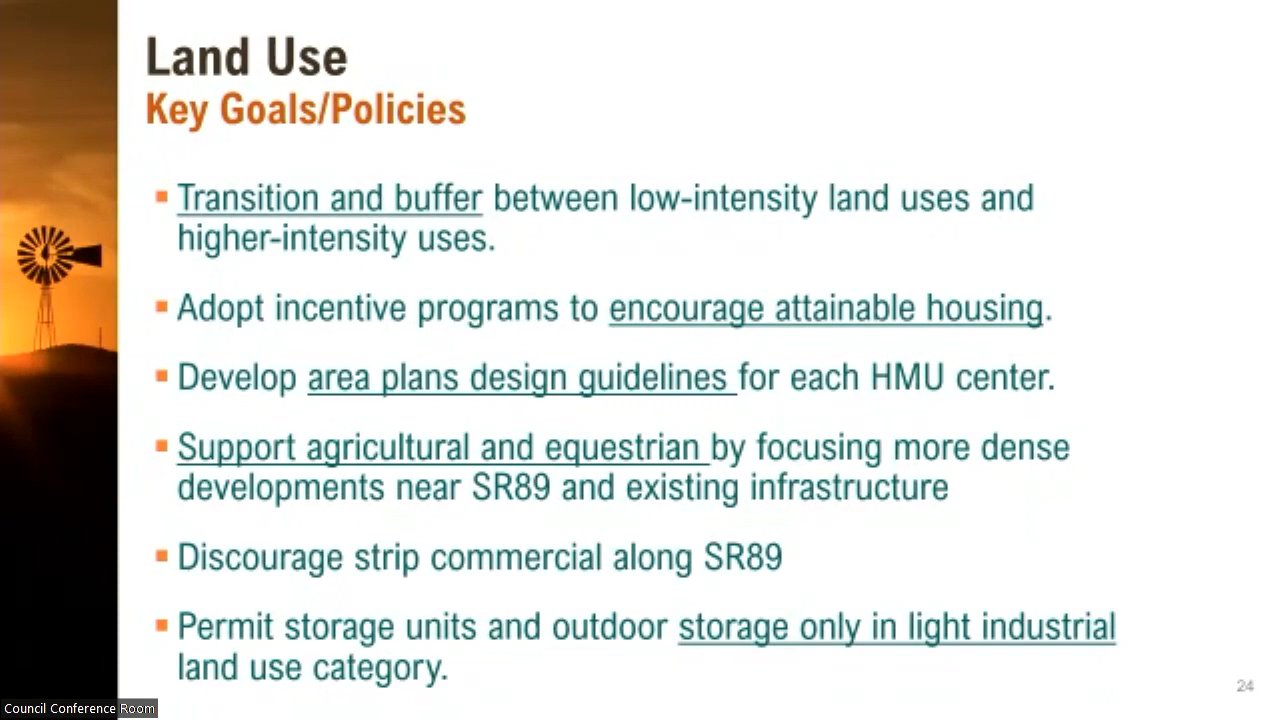 Land Use
Key Goals/Policies
▪ Transition and buffer between low-intensity land uses and
higher-intensity uses.
▪ Adopt incentive programs to encourage attainable housing.
▪ Develop area plans design guidelines for each HMU center.
▪ Support agricultural and equestrian by focusing more dense
developments near SR89 and existing infrastructure
▪ Discourage strip commercial along SR89
▪ Permit storage units and outdoor storage only in light industrial
land use category.
24
Council Conference Room